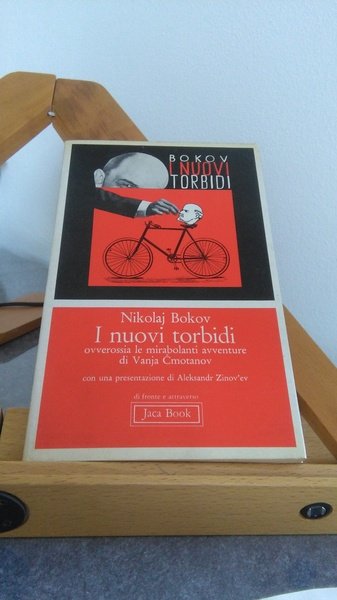 BOKOV
I NUOVI
TORBIDI
Nikolaj Bokov
I nuovi torbidi
ovverossia le mirabolanti avventure
di Vanja Čmotanov
con una presentazione di Aleksandr Zinov'ev
di fronte e attraverso
Jaca Book